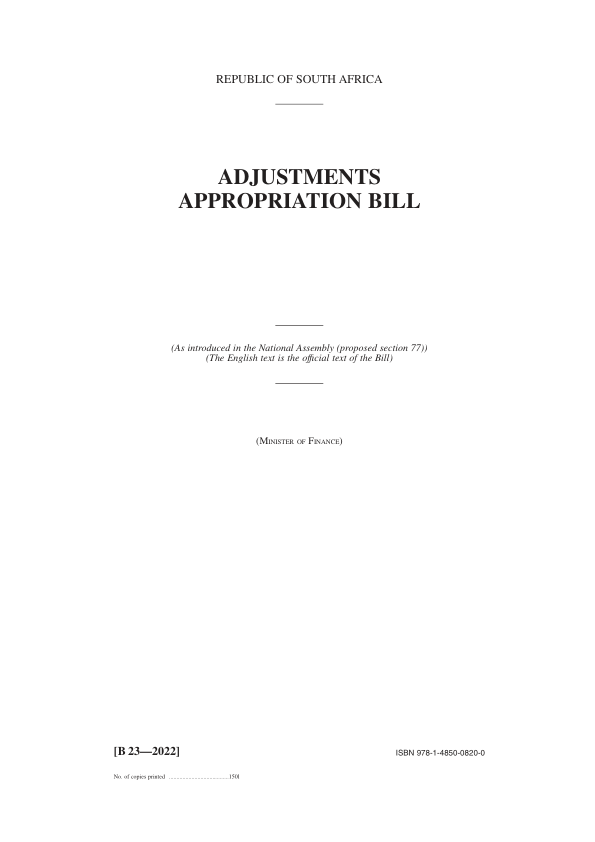 REPUBLIC OF SOUTH AFRICA
ADJUSTMENTS
APPROPRIATION BILL
(As introduced in the National Assembly (proposed section 77))
(The English text is the official text of the Bill)
(Minister of Finance)
[B 23—2022]
ISBN 978-1-4850-0820-0
No. of copies printed ......................................150l